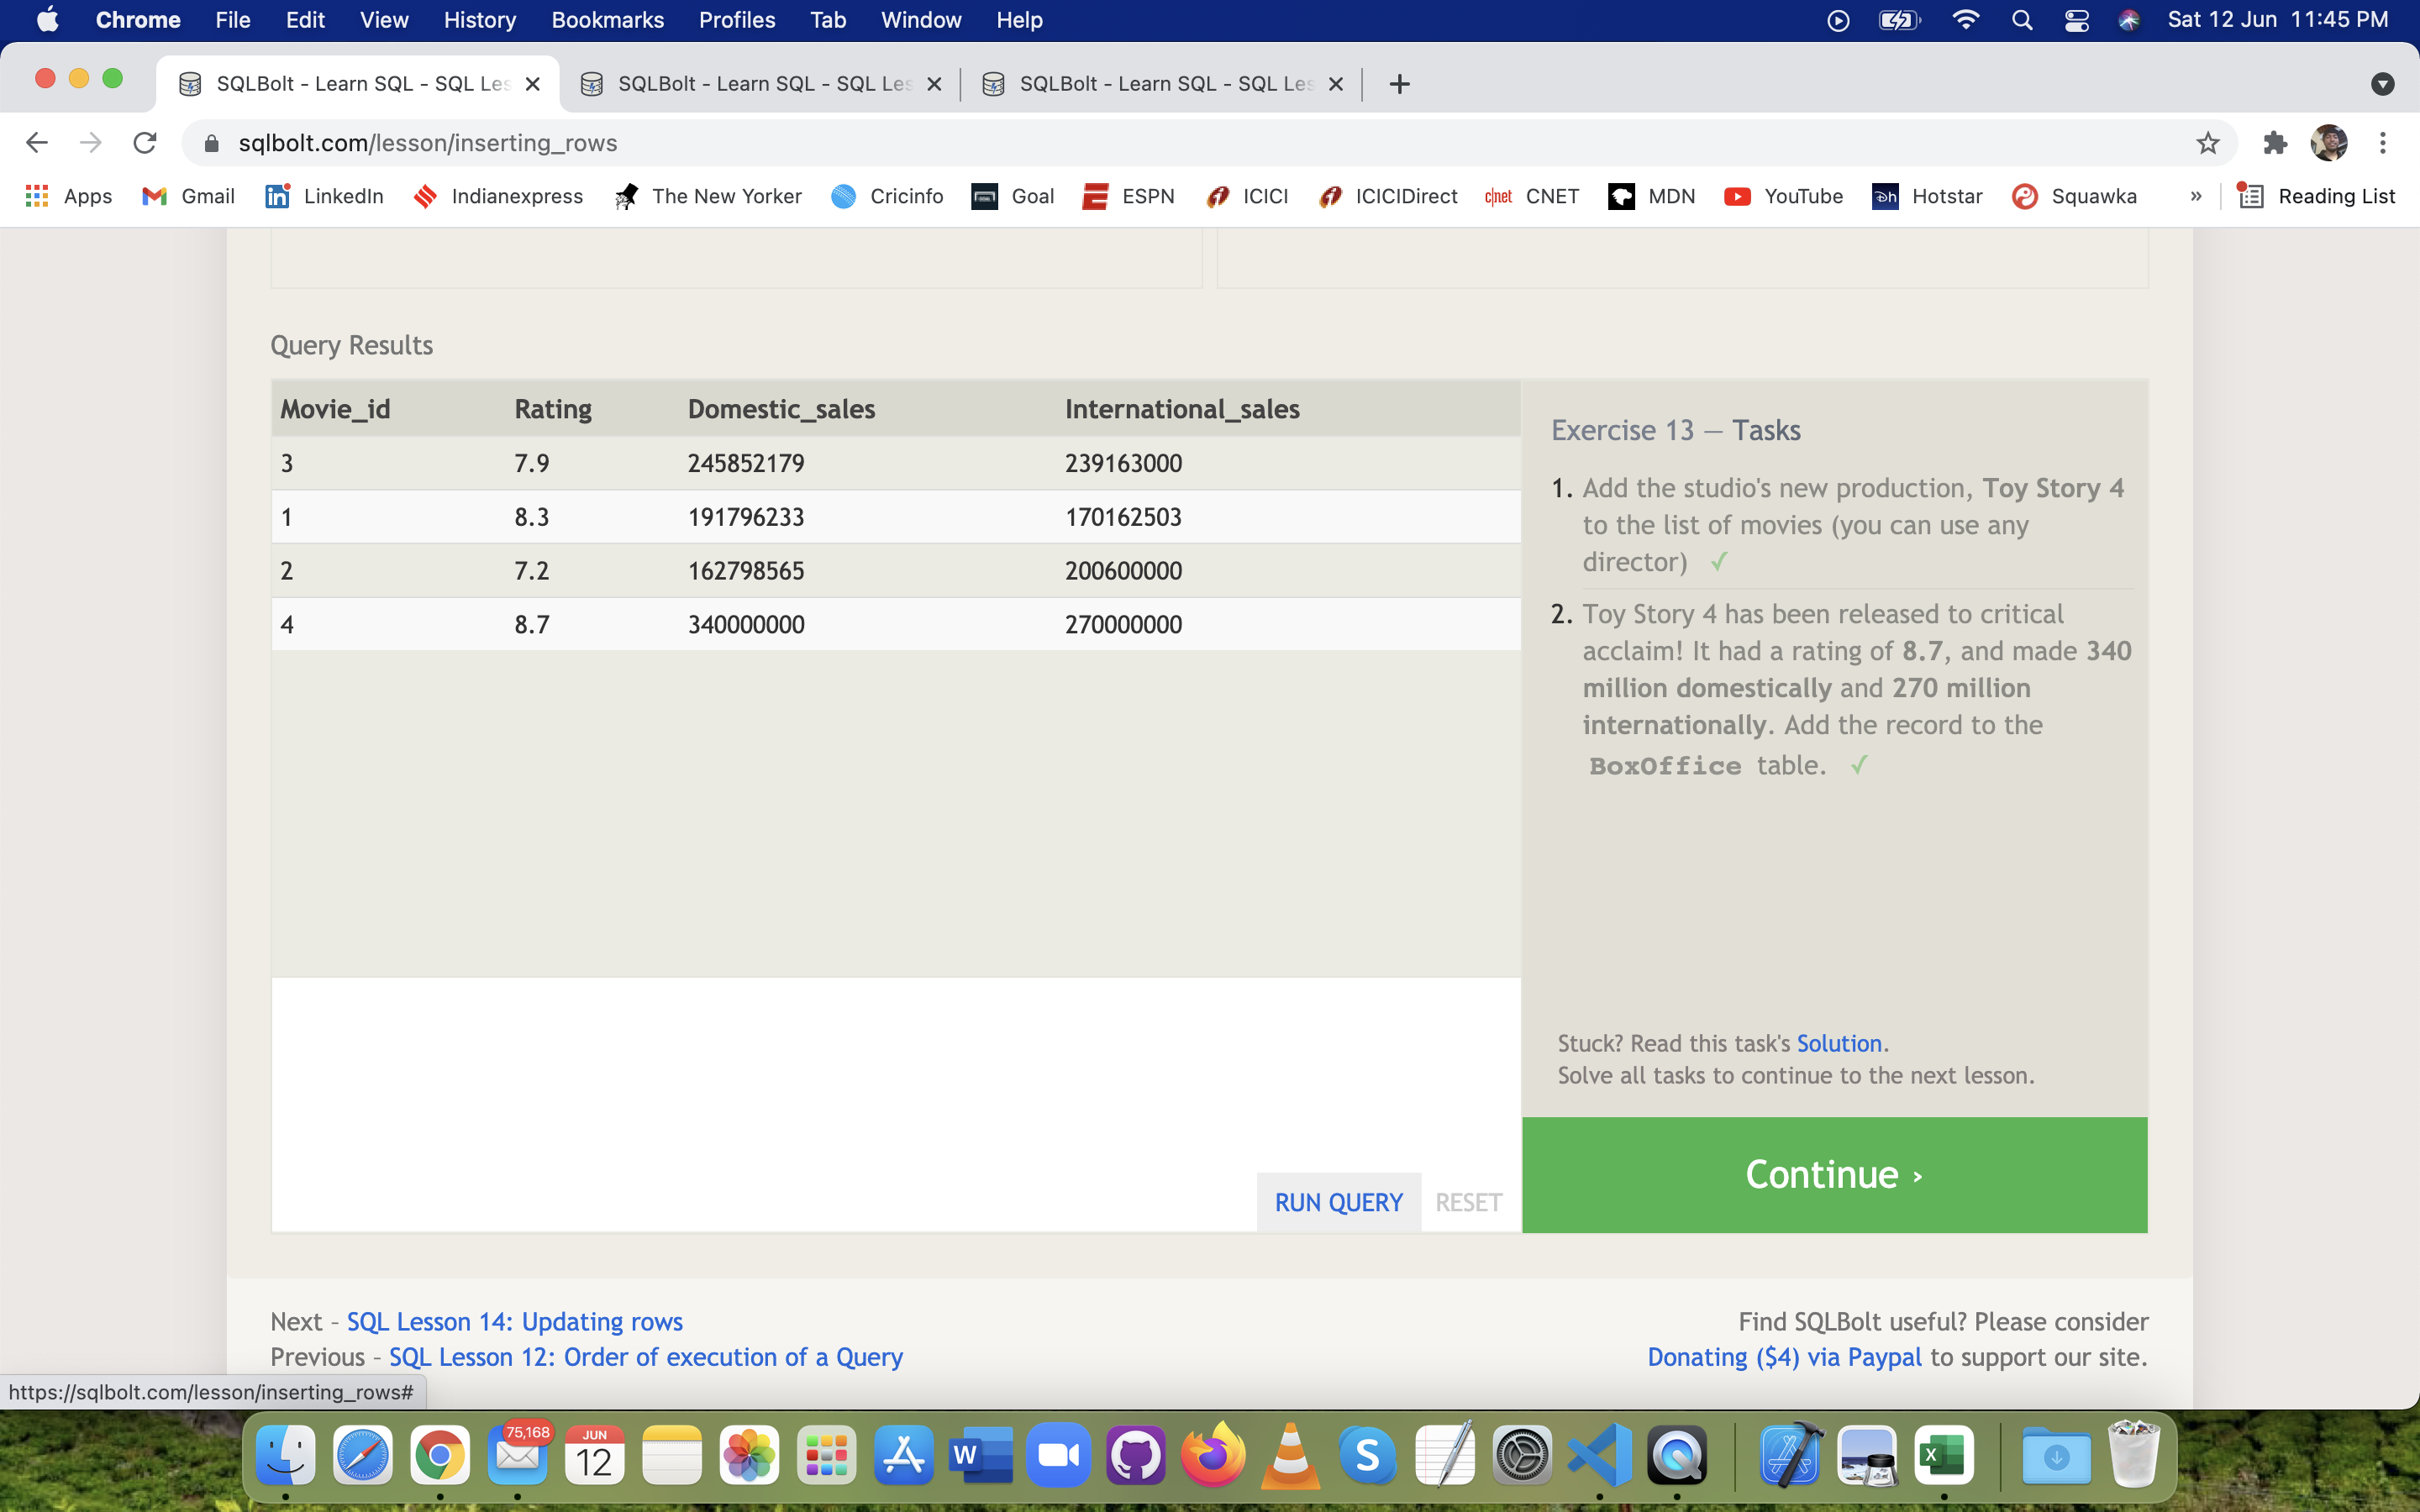 Chrome File Edit View History Bookmarks Profiles Tab Window Help Sat 12 Jun 11:45 PM
SQLBolt - Learn SQL - SQL Les SQLBolt - Learn SQL - SQL Les SQLBolt - Learn SQL - SQL Les
sqlbolt.com/lesson/inserting_rows
Apps Gmail LinkedIn Indianexpress The New Yorker Cricinfo Goal ESPN ICICI ICICIDirect c|net CNET MDN YouTube Hotstar Squawka » Reading List
Query Results
Movie_id Rating Domestic_sales International_sales
3 7.9 245852179 239163000
1 8.3 191796233 170162503
2 7.2 162798565 200600000
4 8.7 340000000 270000000
Exercise 13 — Tasks
1. Add the studio's new production, Toy Story 4
to the list of movies (you can use any
director) ✓
2. Toy Story 4 has been released to critical
acclaim! It had a rating of 8.7, and made 340
million domestically and 270 million
internationally. Add the record to the
BoxOffice table. ✓
Stuck? Read this task's Solution.
Solve all tasks to continue to the next lesson.
RUN QUERY RESET
Continue ›
Next – SQL Lesson 14: Updating rows
Previous – SQL Lesson 12: Order of execution of a Query
Find SQLBolt useful? Please consider
Donating ($4) via Paypal to support our site.
https://sqlbolt.com/lesson/inserting_rows#
75,168
JUN
12